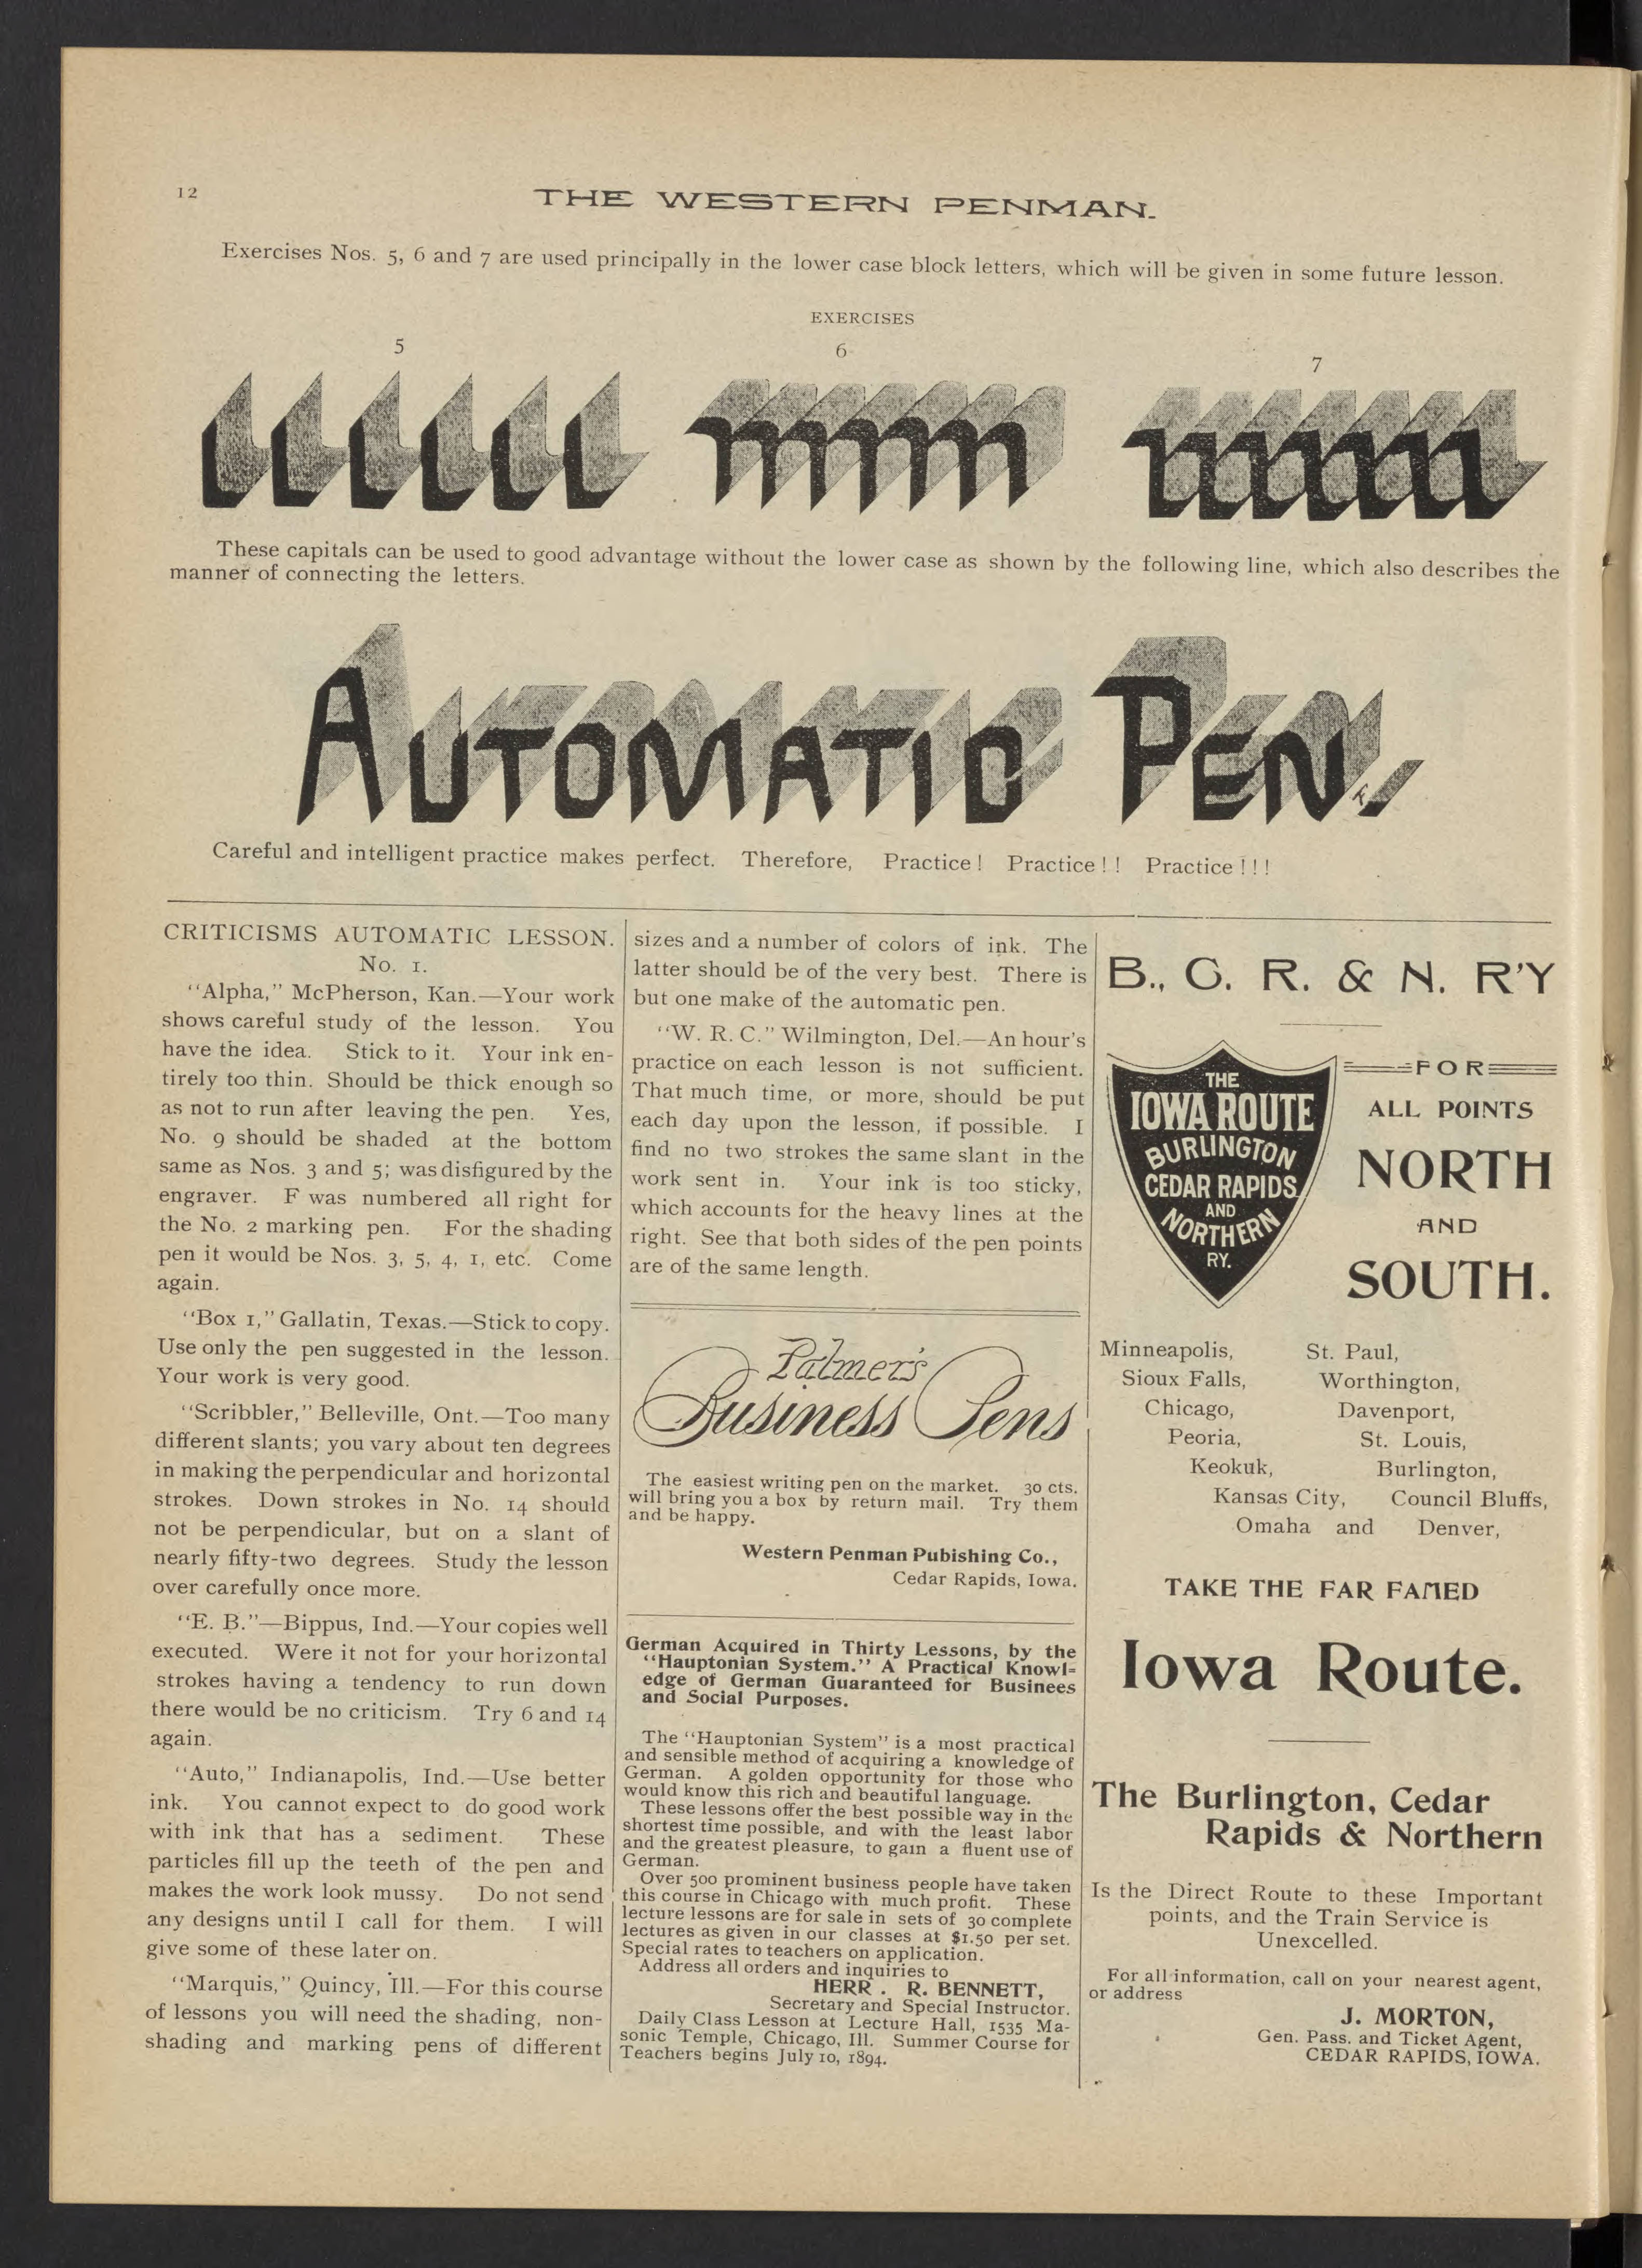 12
THE WESTERN PENMAN.
Exercises Nos. 5, 6 and 7 are used principally in the lower case block letters, which will be given in some future lesson.
EXERCISES
5
6
7
These capitals can be used to good advantage without the lower case as shown by the following line, which also describes the
manner of connecting the letters.
AUTOMATIC PEN,
Careful and intelligent practice makes perfect. Therefore, Practice! Practice!! Practice!!!
CRITICISMS AUTOMATIC LESSON.
No. 1.
"Alpha," McPherson, Kan.—Your work
shows careful study of the lesson. You
have the idea. Stick to it. Your ink en-
tirely too thin. Should be thick enough so
as not to run after leaving the pen. Yes,
No. 9 should be shaded at the bottom
same as Nos. 3 and 5; was disfigured by the
engraver. F was numbered all right for
the No. 2 marking pen. For the shading
pen it would be Nos. 3, 5, 4, 1, etc. Come
again.
"Box 1," Gallatin, Texas.—Stick to copy.
Use only the pen suggested in the lesson.
Your work is very good.
"Scribbler," Belleville, Ont.—Too many
different slants; you vary about ten degrees
in making the perpendicular and horizontal
strokes. Down strokes in No. 14 should
not be perpendicular, but on a slant of
nearly fifty-two degrees. Study the lesson
over carefully once more.
"E. B."—Bippus, Ind.—Your copies well
executed. Were it not for your horizontal
strokes having a tendency to run down
there would be no criticism. Try 6 and 14
again.
"Auto," Indianapolis, Ind.—Use better
ink. You cannot expect to do good work
with ink that has a sediment. These
particles fill up the teeth of the pen and
makes the work look mussy. Do not send
any designs until I call for them. I will
give some of these later on.
"Marquis," Quincy, Ill.—For this course
of lessons you will need the shading, non-
shading and marking pens of different
sizes and a number of colors of ink. The
latter should be of the very best. There is
but one make of the automatic pen.
"W. R. C." Wilmington, Del.—An hour's
practice on each lesson is not sufficient.
That much time, or more, should be put
each day upon the lesson, if possible. I
find no two strokes the same slant in the
work sent in. Your ink is too sticky,
which accounts for the heavy lines at the
right. See that both sides of the pen points
are of the same length.
Palmer's
Business Pens
The easiest writing pen on the market. 30 cts.
will bring you a box by return mail. Try them
and be happy.
Western Penman Pubishing Co.,
Cedar Rapids, Iowa.
German Acquired in Thirty Lessons, by the
"Hauptonian System." A Practical Knowl-
edge of German Guaranteed for Businees
and Social Purposes.
The "Hauptonian System" is a most practical
and sensible method of acquiring a knowledge of
German. A golden opportunity for those who
would know this rich and beautiful language.
These lessons offer the best possible way in the
shortest time possible, and with the least labor
and the greatest pleasure, to gain a fluent use of
German.
Over 500 prominent business people have taken
this course in Chicago with much profit. These
lecture lessons are for sale in sets of 30 complete
lectures as given in our classes at $1.50 per set.
Special rates to teachers on application.
Address all orders and inquiries to
HERR . R. BENNETT,
Secretary and Special Instructor.
Daily Class Lesson at Lecture Hall, 1535 Ma-
sonic Temple, Chicago, Ill. Summer Course for
Teachers begins July 10, 1894.
B., C. R. & N. R'Y
THE
IOWA ROUTE
BURLINGTON
CEDAR RAPIDS
AND
NORTHERN
RY.
FOR
ALL POINTS
NORTH
AND
SOUTH.
Minneapolis, St. Paul,
Sioux Falls, Worthington,
Chicago, Davenport,
Peoria, St. Louis,
Keokuk, Burlington,
Kansas City, Council Bluffs,
Omaha and Denver,
TAKE THE FAR FAMED
Iowa Route.
The Burlington, Cedar
Rapids & Northern
Is the Direct Route to these Important
points, and the Train Service is
Unexcelled.
For all information, call on your nearest agent,
or address
J. MORTON,
Gen. Pass. and Ticket Agent,
CEDAR RAPIDS, IOWA.